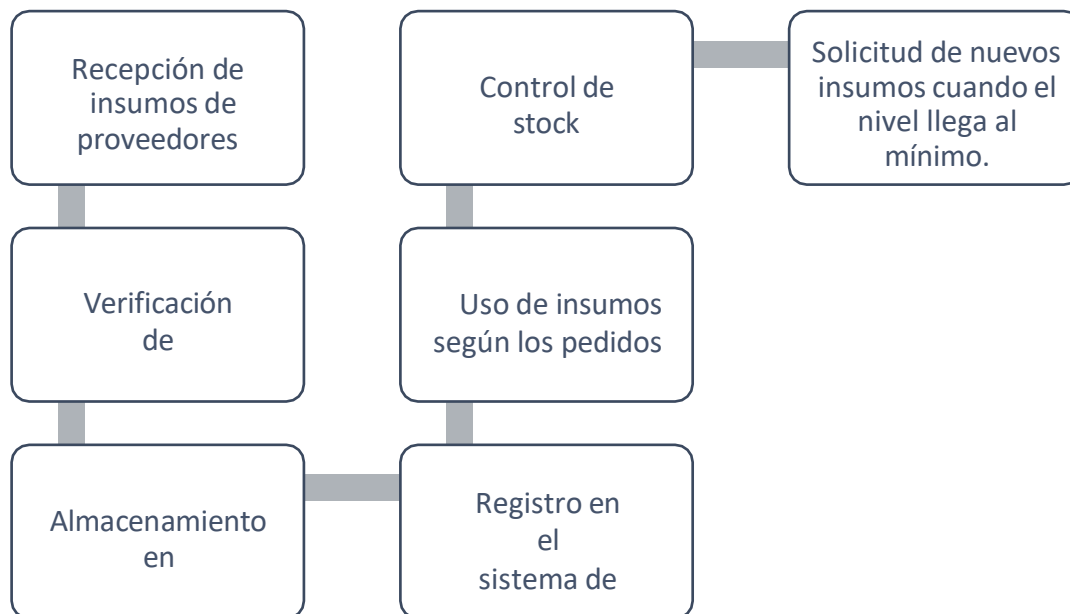 Recepción de
insumos de
proveedores
Verificación
de
Almacenamiento
en
Registro en
el
sistema de
Uso de insumos
según los pedidos
Control de
stock
Solicitud de nuevos
insumos cuando el
nivel llega al
mínimo.